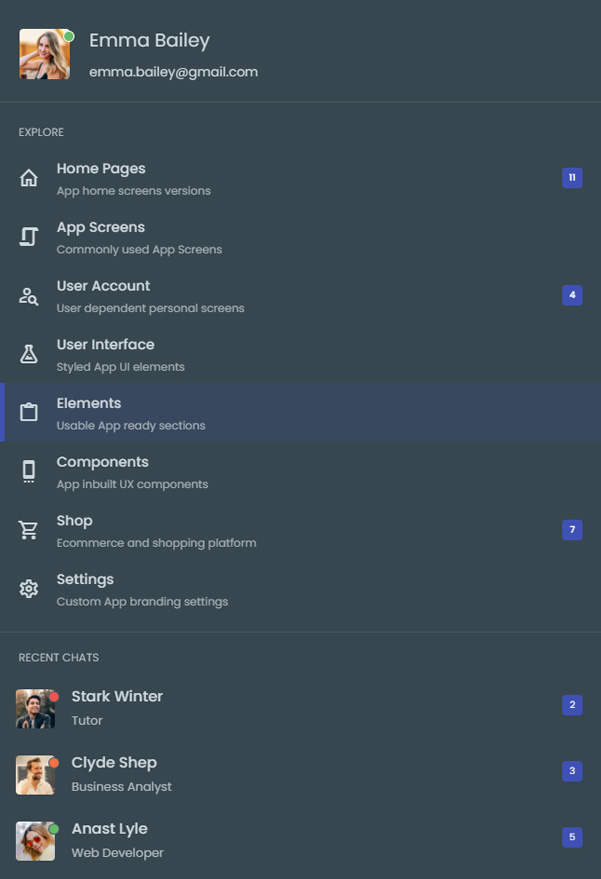 Emma Bailey
emma.bailey@gmail.com
EXPLORE
Home Pages
App home screens versions
11
App Screens
Commonly used App Screens
User Account
User dependent personal screens
4
User Interface
Styled App UI elements
Elements
Usable App ready sections
Components
App inbuilt UX components
Shop
Ecommerce and shopping platform
7
Settings
Custom App branding settings
RECENT CHATS
Stark Winter
Tutor
2
Clyde Shep
Business Analyst
3
Anast Lyle
Web Developer
5